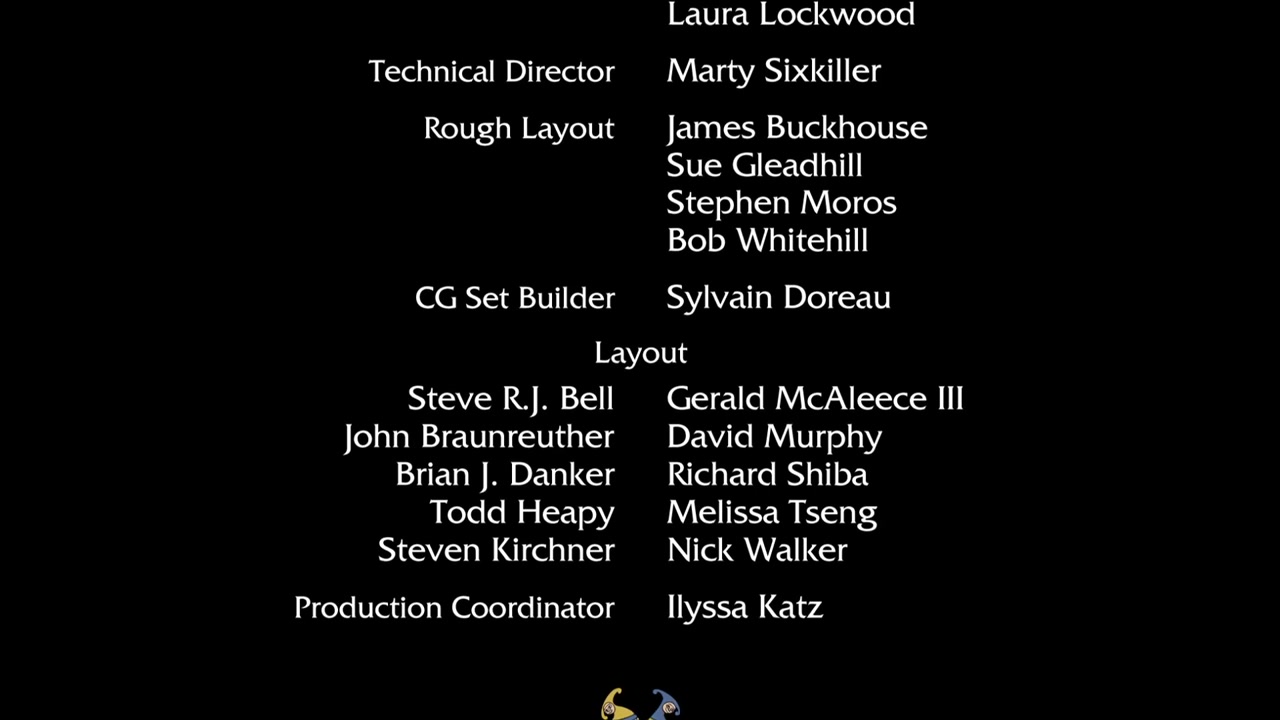 Laura Lockwood
Technical Director Marty Sixkiller
Rough Layout James Buckhouse
Sue Gleadhill
Stephen Moros
Bob Whitehill
CG Set Builder Sylvain Doreau
Layout
Steve R.J. Bell Gerald McAleece III
John Braunreuther David Murphy
Brian J. Danker Richard Shiba
Todd Heapy Melissa Tseng
Steven Kirchner Nick Walker
Production Coordinator Ilyssa Katz